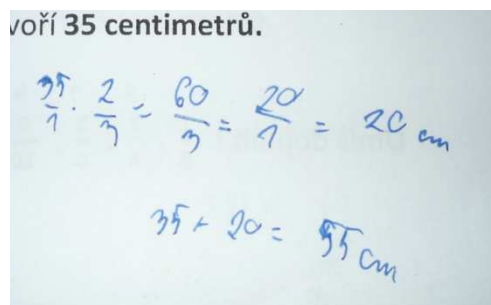 voří 35 centimetrů.
35/1 · 2/3 = 60/3 = 20/1 = 20 cm
35 + 20 = 55 cm